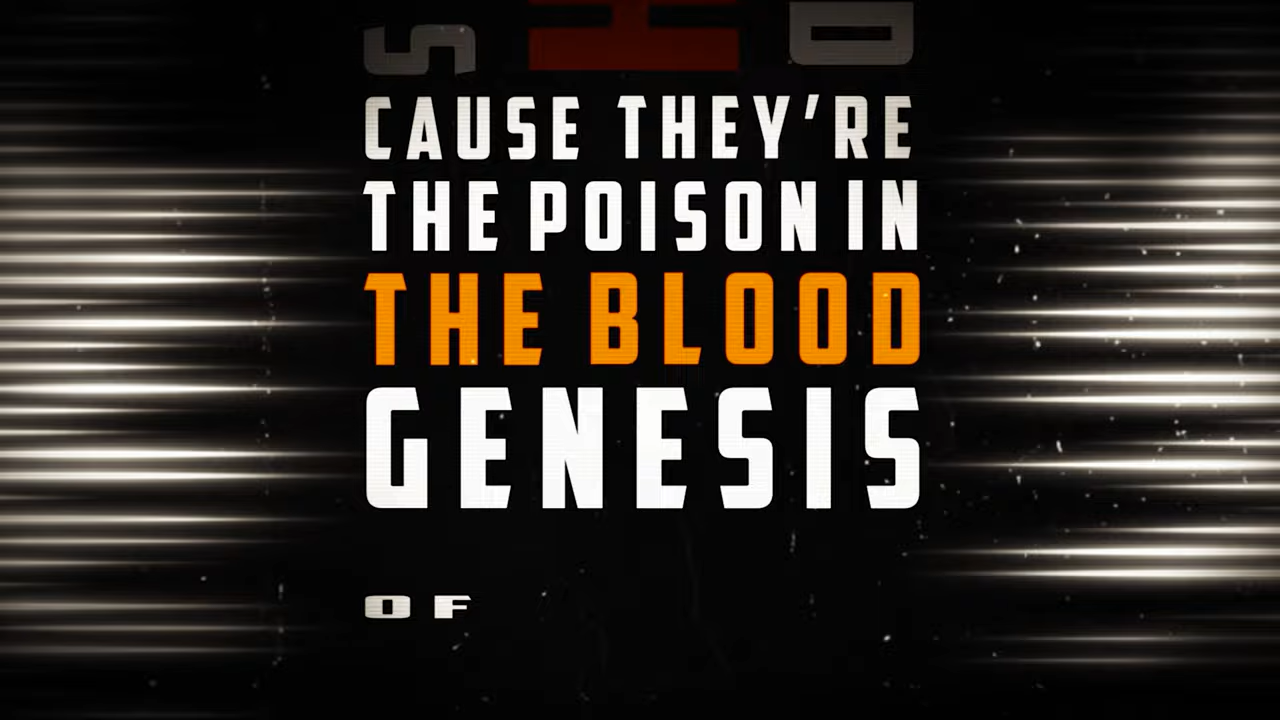 CAUSE THEY'RE
THE POISON IN
THE BLOOD
GENESIS
OF